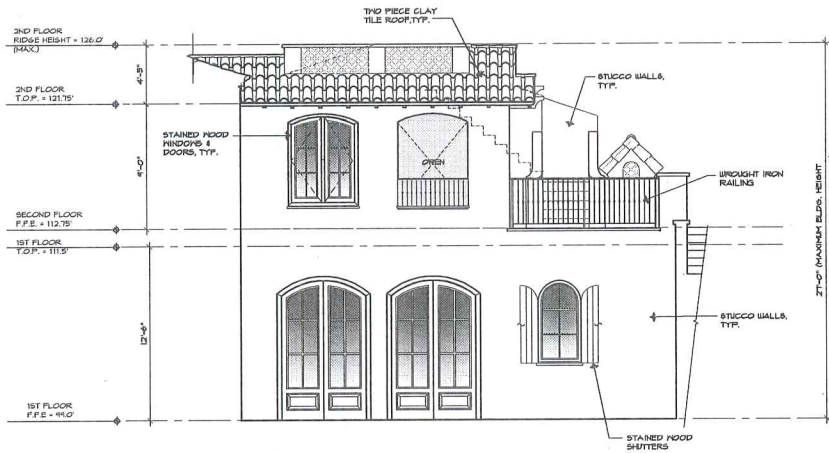 TWO PIECE CLAY
TILE ROOF, TYP.
2ND FLOOR
RIDGE HEIGHT = 126.0'
(MAX.)
4'-3"
2ND FLOOR
T.O.P. = 121.75'
STUCCO WALLS,
TYP.
STAINED WOOD
WINDOWS &
DOORS, TYP.
OPEN
9'-0"
WROUGHT IRON
RAILING
SECOND FLOOR
F.F.E. = 112.75'
1ST FLOOR
T.O.P. = 111.5'
27'-0" (MAXIMUM BLDG. HEIGHT
12'-6"
STUCCO WALLS,
TYP.
1ST FLOOR
F.F.E = 99.0'
STAINED WOOD
SHUTTERS